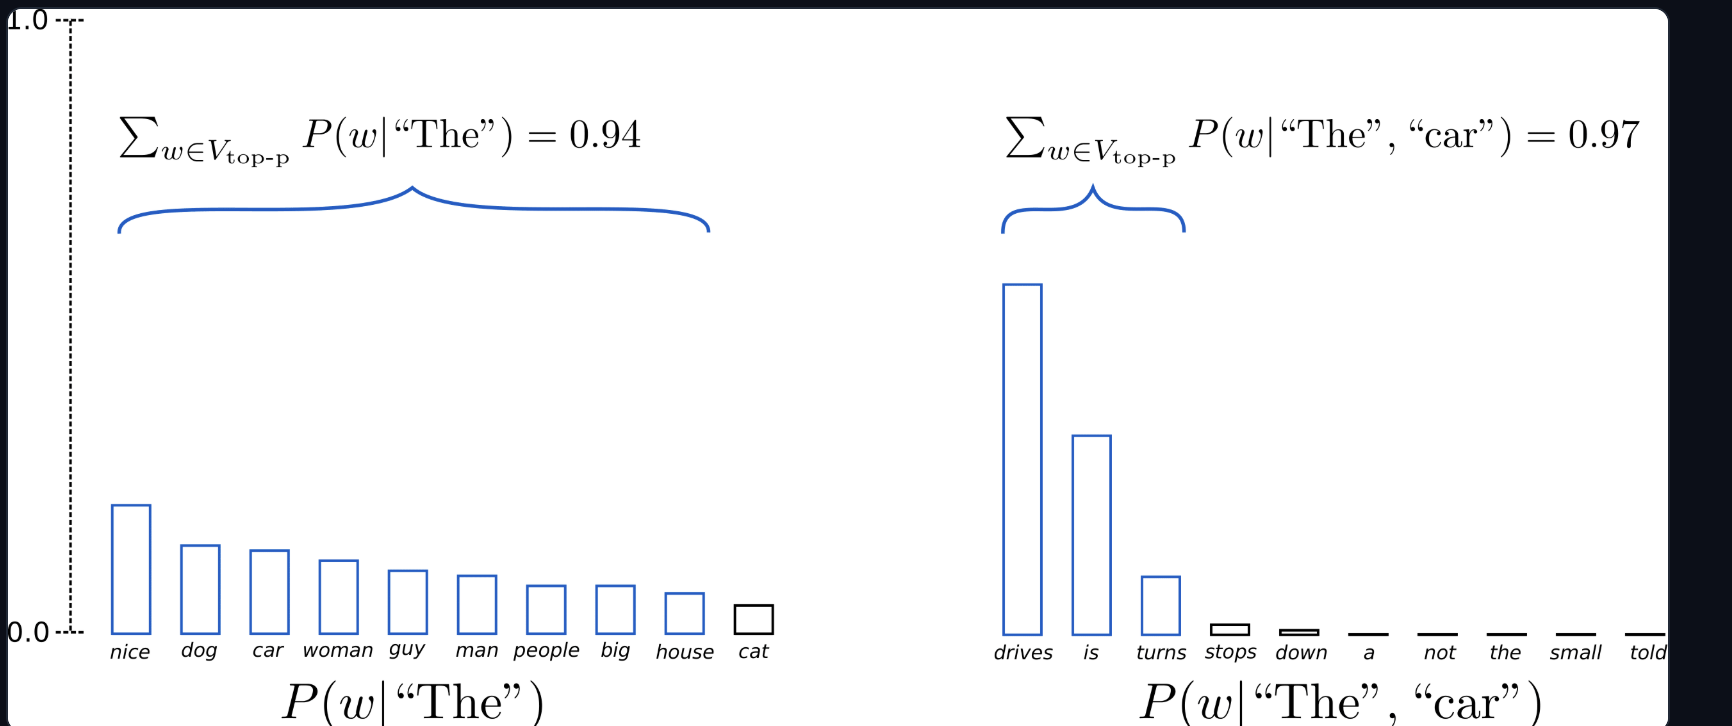 1.0
∑w∈Vtop-p P(w|“The”) = 0.94
∑w∈Vtop-p P(w|“The”, “car”) = 0.97
0.0
nice dog car woman guy man people big house cat
drives is turns stops down a not the small told
P(w|“The”)
P(w|“The”, “car”)